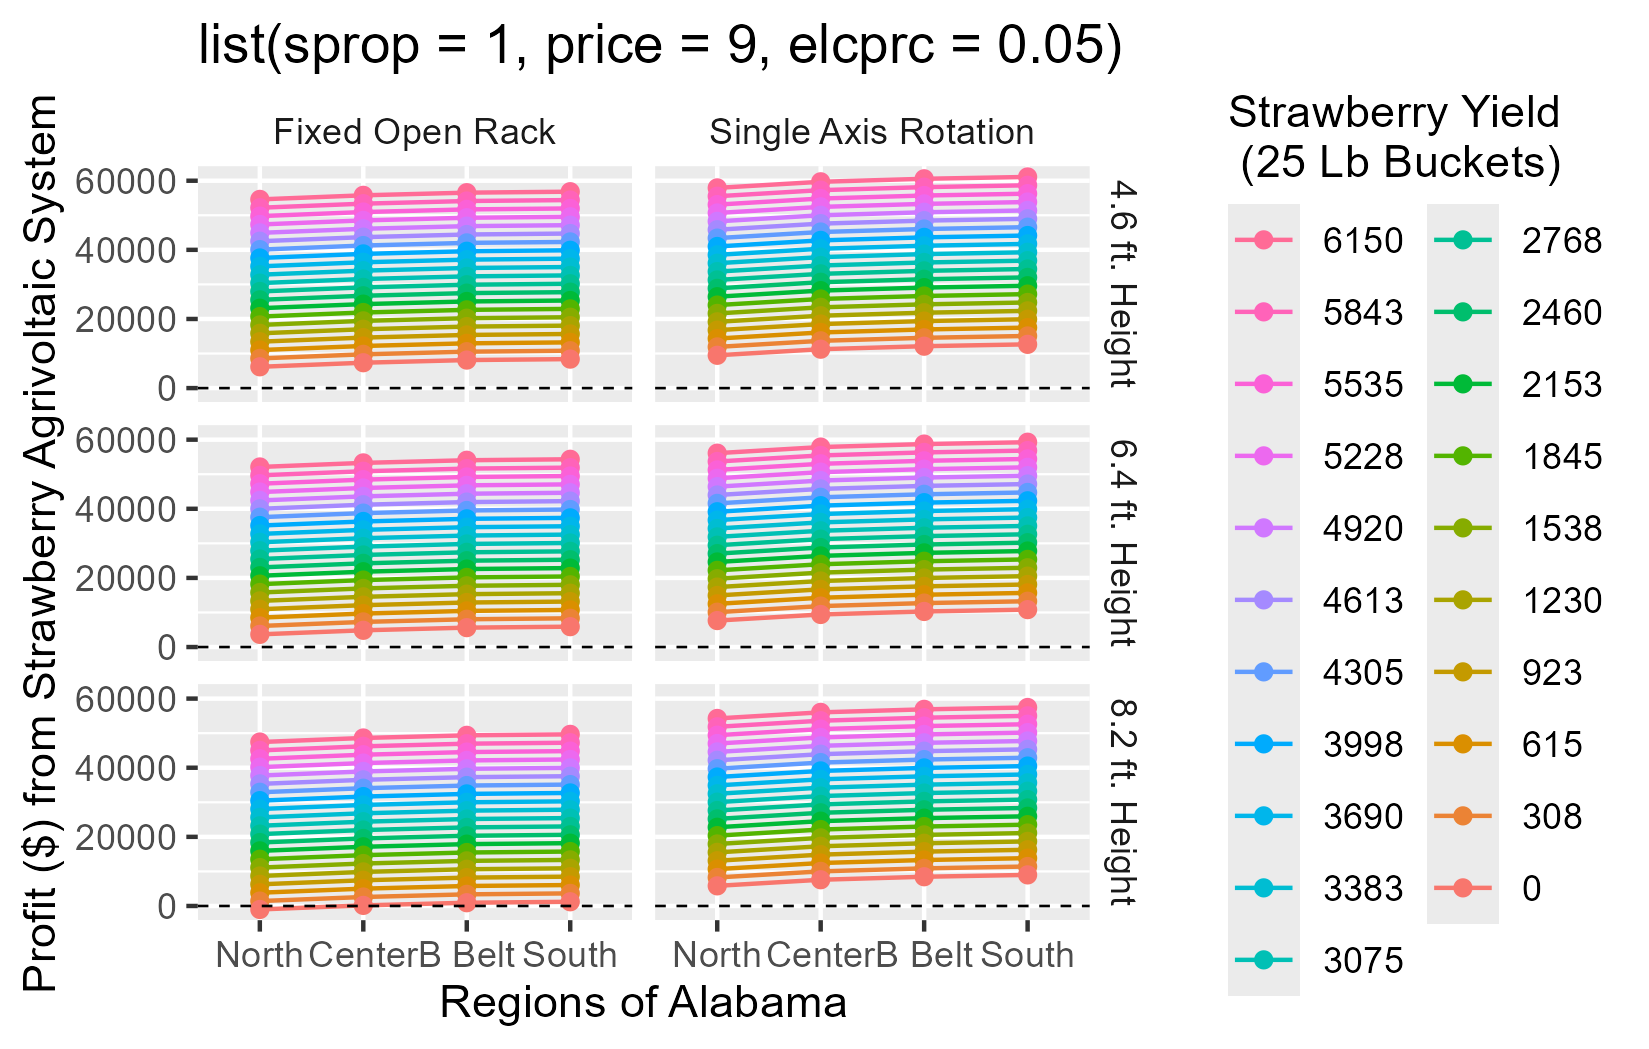 list(sprop = 1, price = 9, elcprc = 0.05)
Profit ($) from Strawberry Agrivoltaic System
Fixed Open Rack
Single Axis Rotation
60000
40000
20000
0
4.6 ft. Height
60000
40000
20000
0
6.4 ft. Height
60000
40000
20000
0
8.2 ft. Height
North Center B Belt South
North Center B Belt South
Regions of Alabama
Strawberry Yield
(25 Lb Buckets)
6150
5843
5535
5228
4920
4613
4305
3998
3690
3383
3075
2768
2460
2153
1845
1538
1230
923
615
308
0